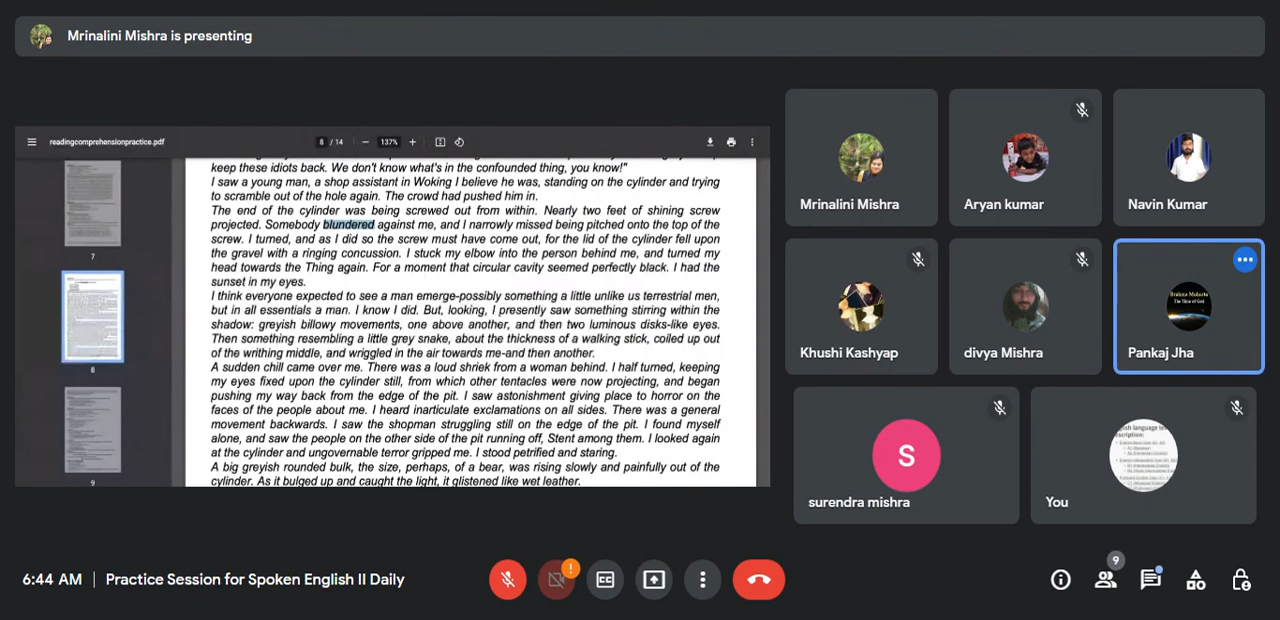 Mrinalini Mishra is presenting
readingcomprehensionpractice.pdf
8 / 14
137%
keep these idiots back. We don't know what's in the confounded thing, you know!"
I saw a young man, a shop assistant in Woking I believe he was, standing on the cylinder and trying
to scramble out of the hole again. The crowd had pushed him in.
The end of the cylinder was being screwed out from within. Nearly two feet of shining screw
projected. Somebody blundered against me, and I narrowly missed being pitched onto the top of the
screw. I turned, and as I did so the screw must have come out, for the lid of the cylinder fell upon
the gravel with a ringing concussion. I stuck my elbow into the person behind me, and turned my
head towards the Thing again. For a moment that circular cavity seemed perfectly black. I had the
sunset in my eyes.
I think everyone expected to see a man emerge-possibly something a little unlike us terrestrial men,
but in all essentials a man. I know I did. But, looking, I presently saw something stirring within the
shadow: greyish billowy movements, one above another, and then two luminous disks-like eyes.
Then something resembling a little grey snake, about the thickness of a walking stick, coiled up out
of the writhing middle, and wriggled in the air towards me-and then another.
A sudden chill came over me. There was a loud shriek from a woman behind. I half turned, keeping
my eyes fixed upon the cylinder still, from which other tentacles were now projecting, and began
pushing my way back from the edge of the pit. I saw astonishment giving place to horror on the
faces of the people about me. I heard inarticulate exclamations on all sides. There was a general
movement backwards. I saw the shopman struggling still on the edge of the pit. I found myself
alone, and saw the people on the other side of the pit running off, Stent among them. I looked again
at the cylinder and ungovernable terror gripped me. I stood petrified and staring.
A big greyish rounded bulk, the size, perhaps, of a bear, was rising slowly and painfully out of the
cylinder. As it bulged up and caught the light, it glistened like wet leather.
7
8
9
Mrinalini Mishra
Aryan kumar
Navin Kumar
Khushi Kashyap
divya Mishra
Brahma Muhurta
The Time of God
Pankaj Jha
S
surendra mishra
You
6:44 AM | Practice Session for Spoken English II Daily
9